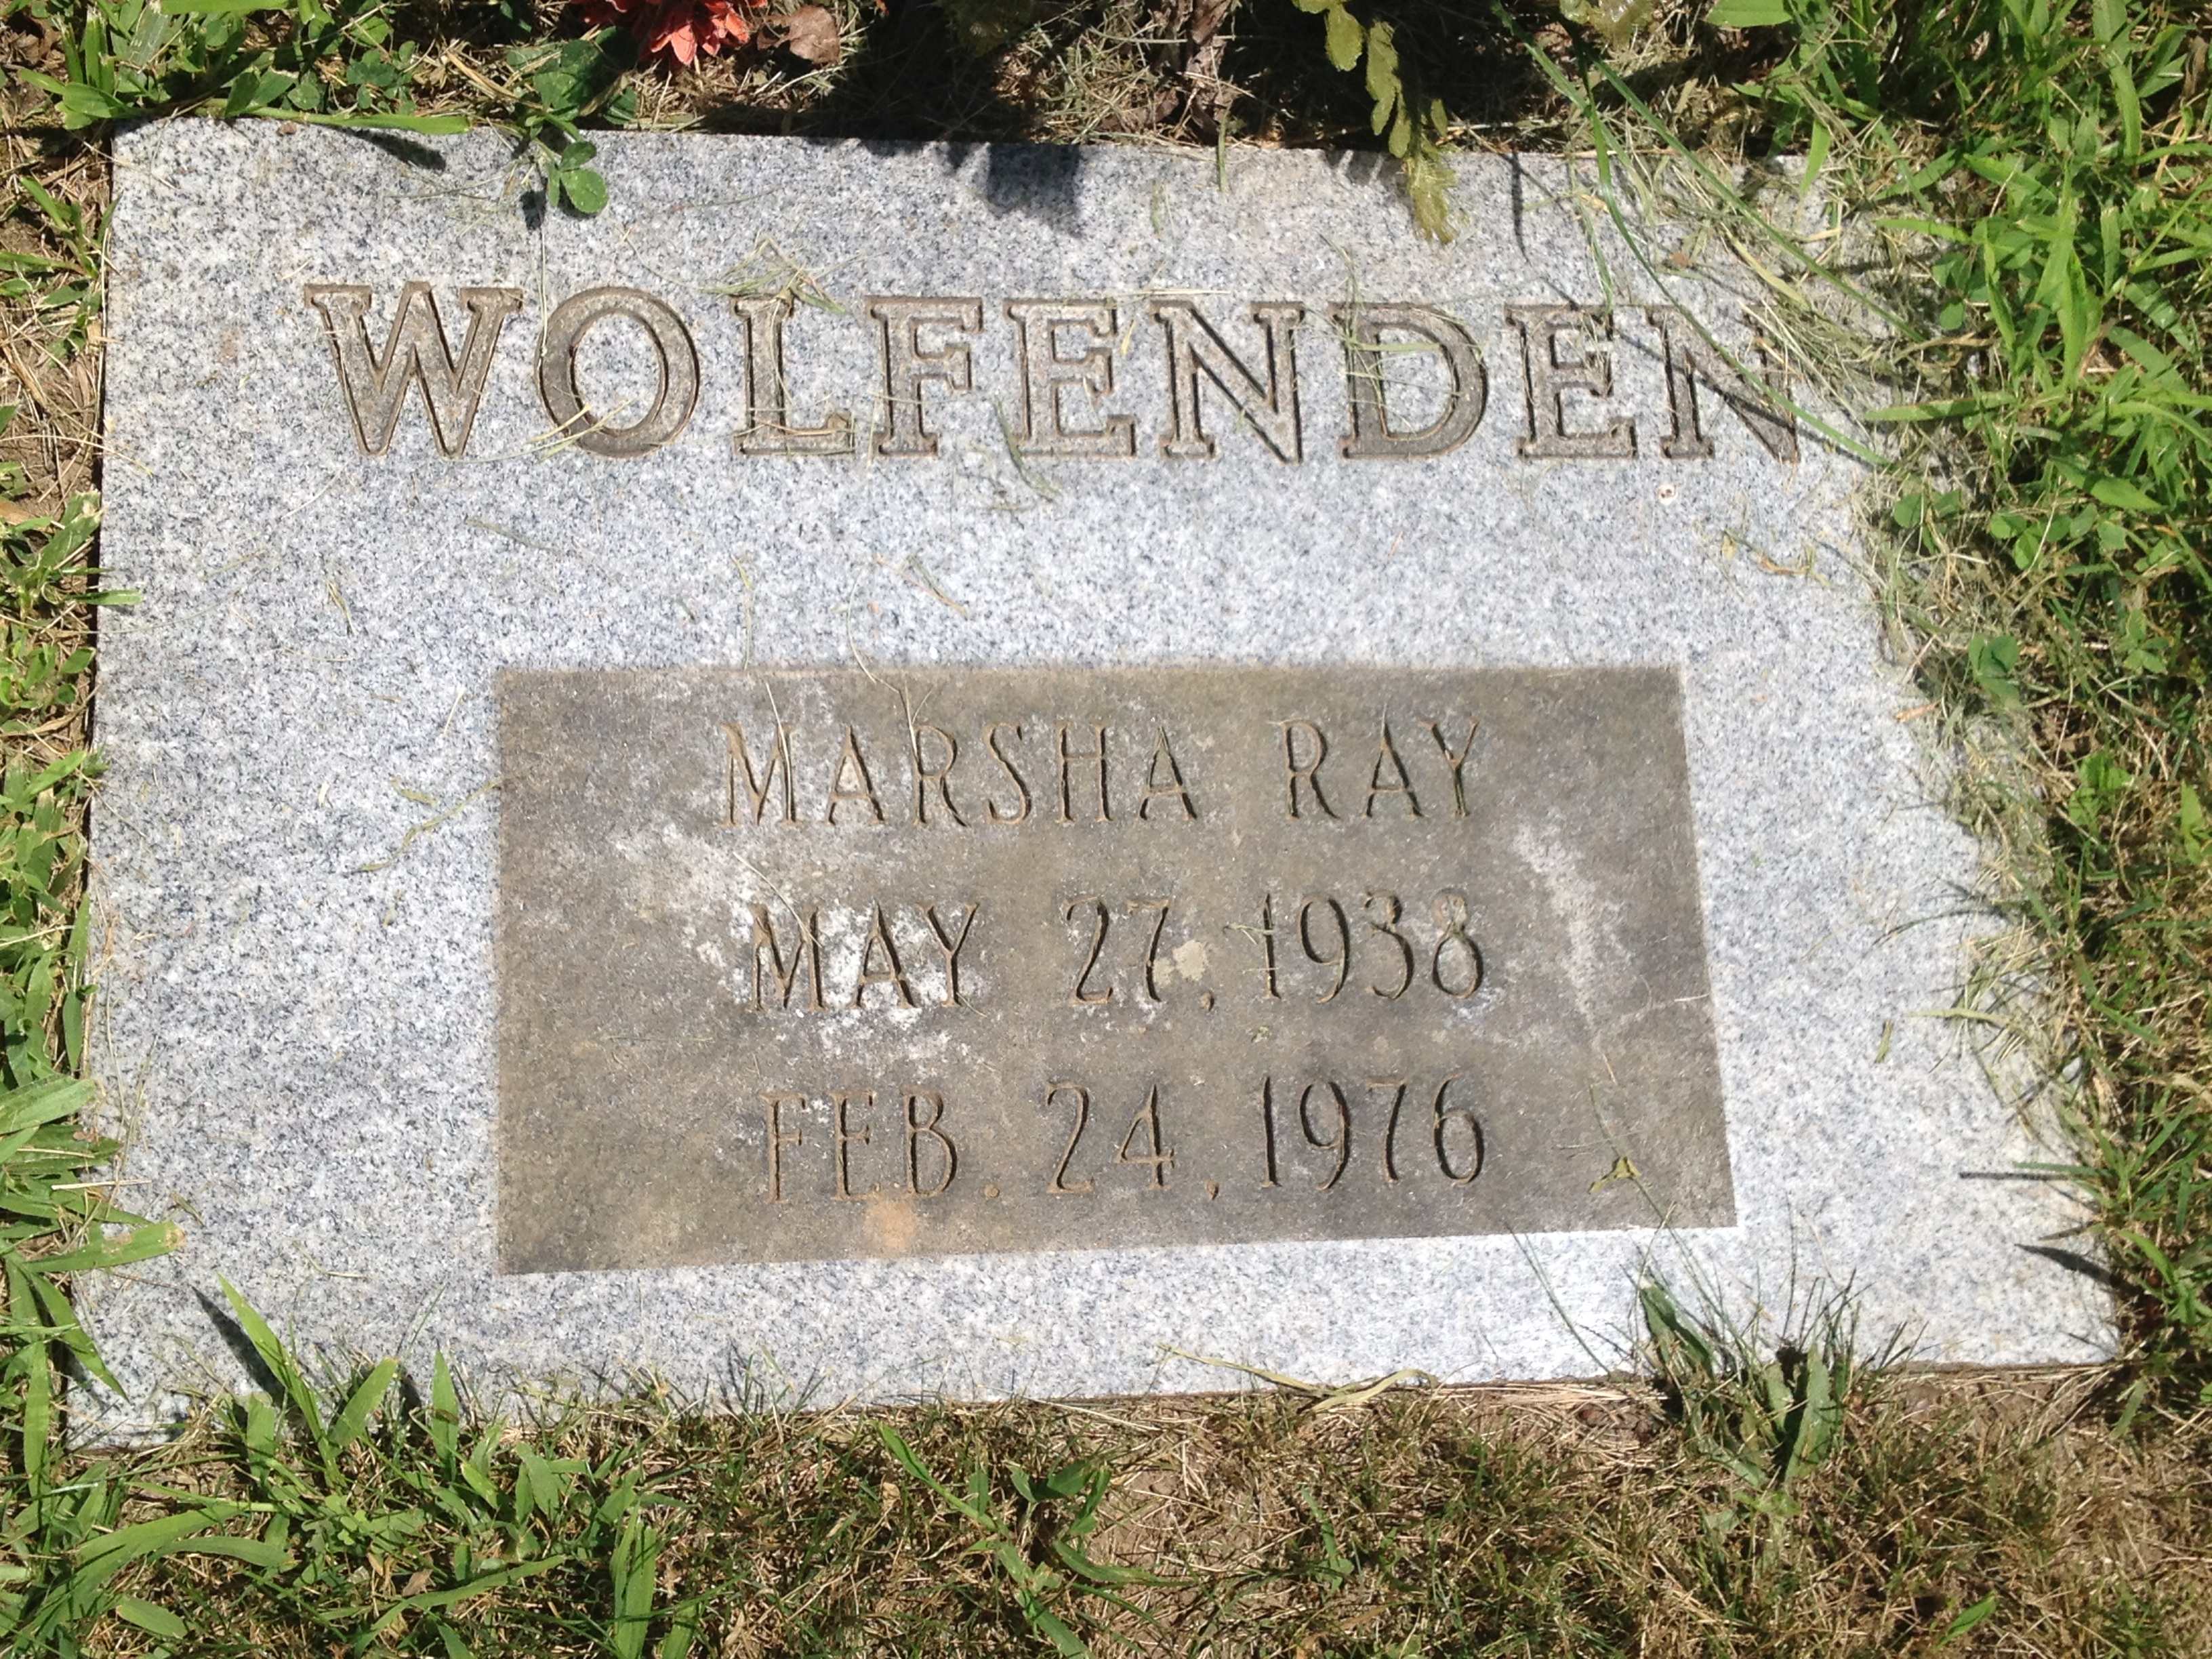 WOLFENDEN
MARSHA RAY
MAY 27, 1938
FEB. 24, 1976